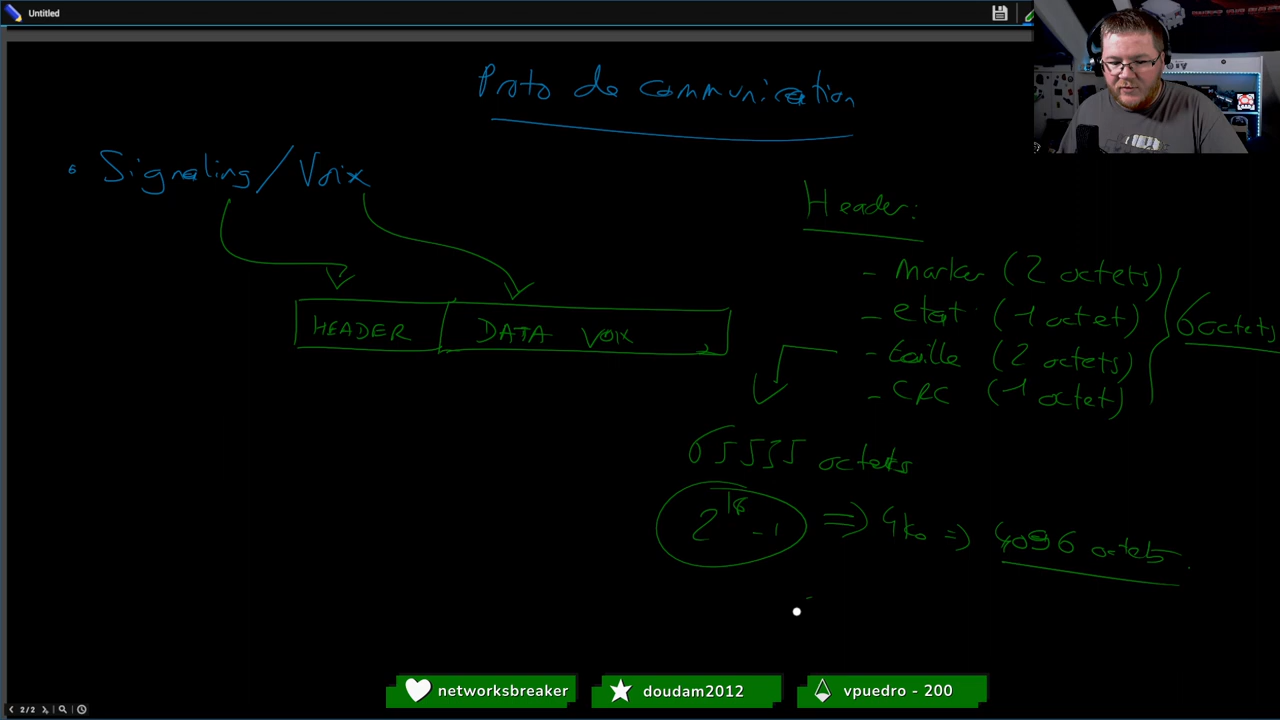 Untitled
Proto de communication
Signaling/Voix
Header:
- marker (2 octets)
- etat (1 octet)
- taille (2 octets)
- CRC (1 octet)
6 octets
HEADER DATA VOIX
65535 octets
2^16 -1 => 4ko => 4096 octets
networksbreaker
doudam2012
vpuedro - 200
2/2